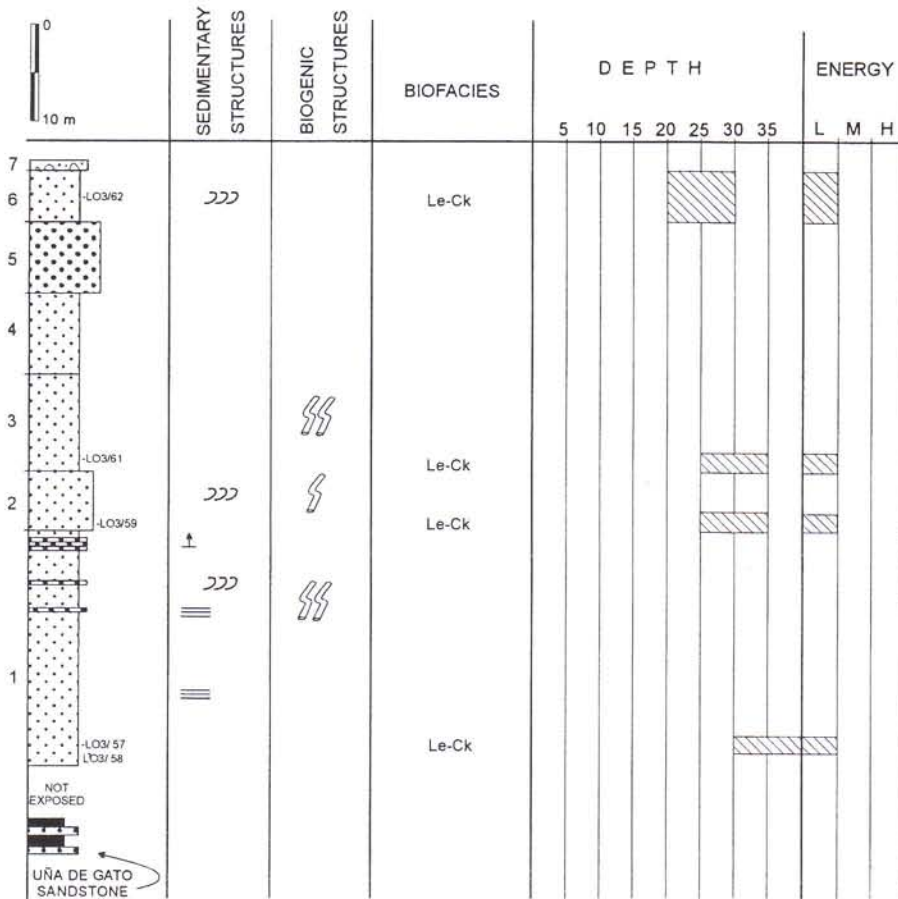 0
10 m
SEDIMENTARY
STRUCTURES
BIOGENIC
STRUCTURES
BIOFACIES
DEPTH
ENERGY
5 10 15 20 25 30 35 L M H
7
6 -LO3/62 Le-Ck
5
4
3
-LO3/61 Le-Ck
2
-LO3/59 Le-Ck
1
-LO3/ 57 Le-Ck
LO3/ 58
NOT
EXPOSED
UÑA DE GATO
SANDSTONE